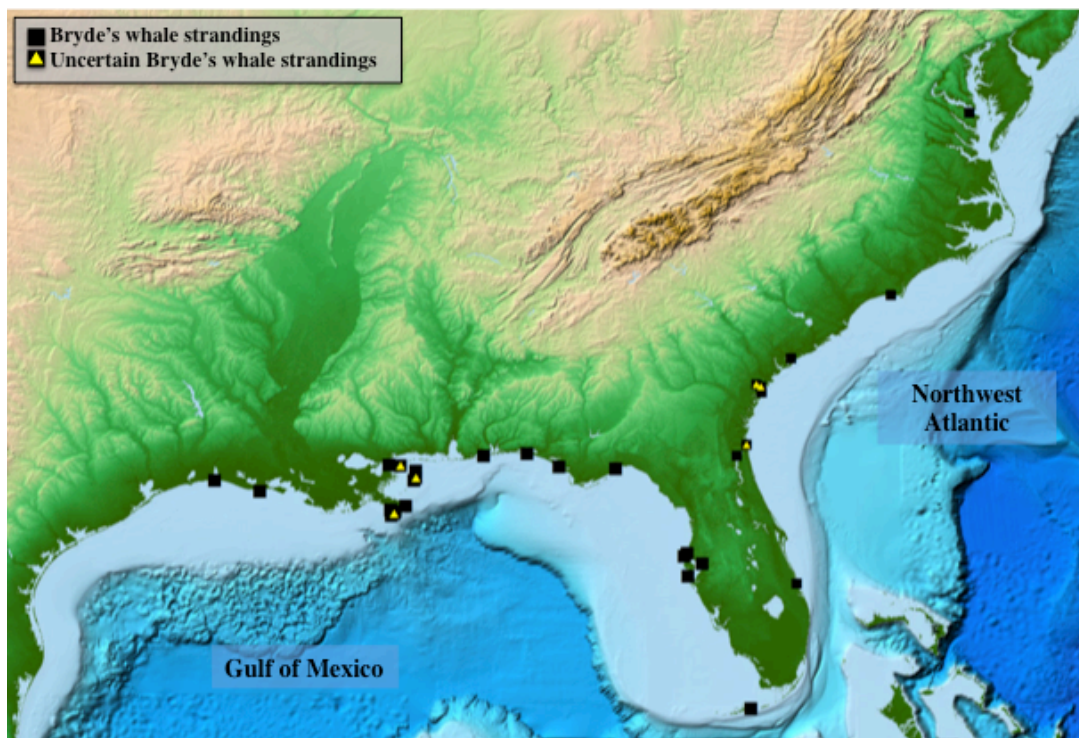 Bryde's whale strandings
Uncertain Bryde's whale strandings
Northwest
Atlantic
Gulf of Mexico